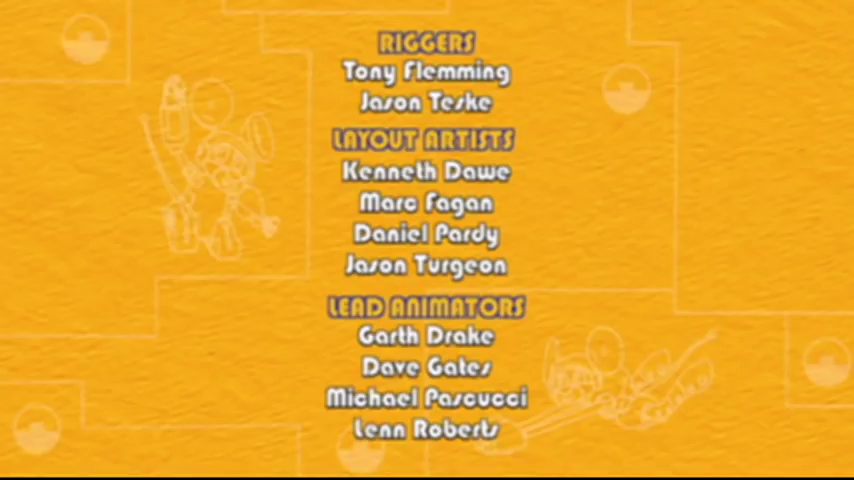 RIGGERS
Tony Flemming
Jason Teske
LAYOUT ARTISTS
Kenneth Dawe
Marc Fagan
Daniel Pardy
Jason Turgeon
LEAD ANIMATORS
Garth Drake
Dave Gates
Michael Pascucci
Lenn Roberts